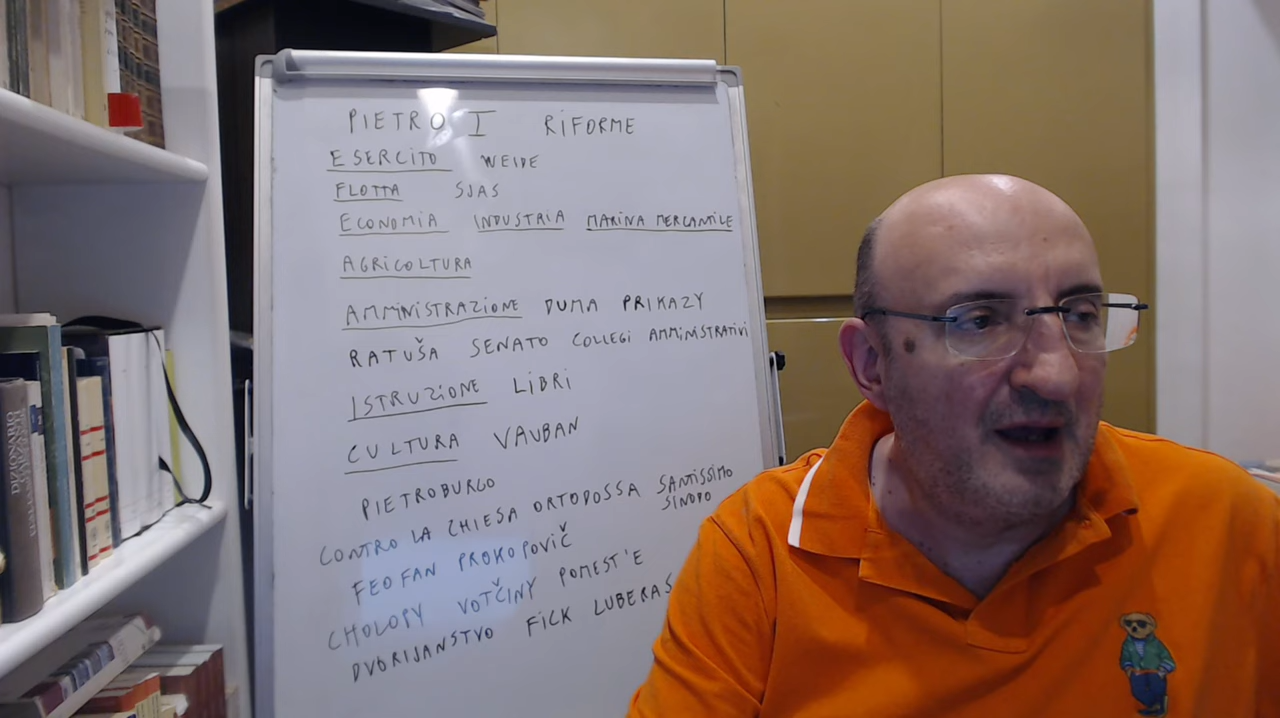 PIETRO I RIFORME
ESERCITO WEIDE
FLOTTA SJAS
ECONOMIA INDUSTRIA MARINA MERCANTILE
AGRICOLTURA
AMMINISTRAZIONE DUMA PRIKAZY
RATUŠA SENATO COLLEGI AMMINISTRATIVI
ISTRUZIONE LIBRI
CULTURA VAUBAN
PIETROBURGO
CONTRO LA CHIESA ORTODOSSA SANTISSIMO
SINODO
FEOFAN PROKOPOVIČ
CHOLOPY VOTČINY POMEST'E
DVORIJANSTVO FICK LUBERAS